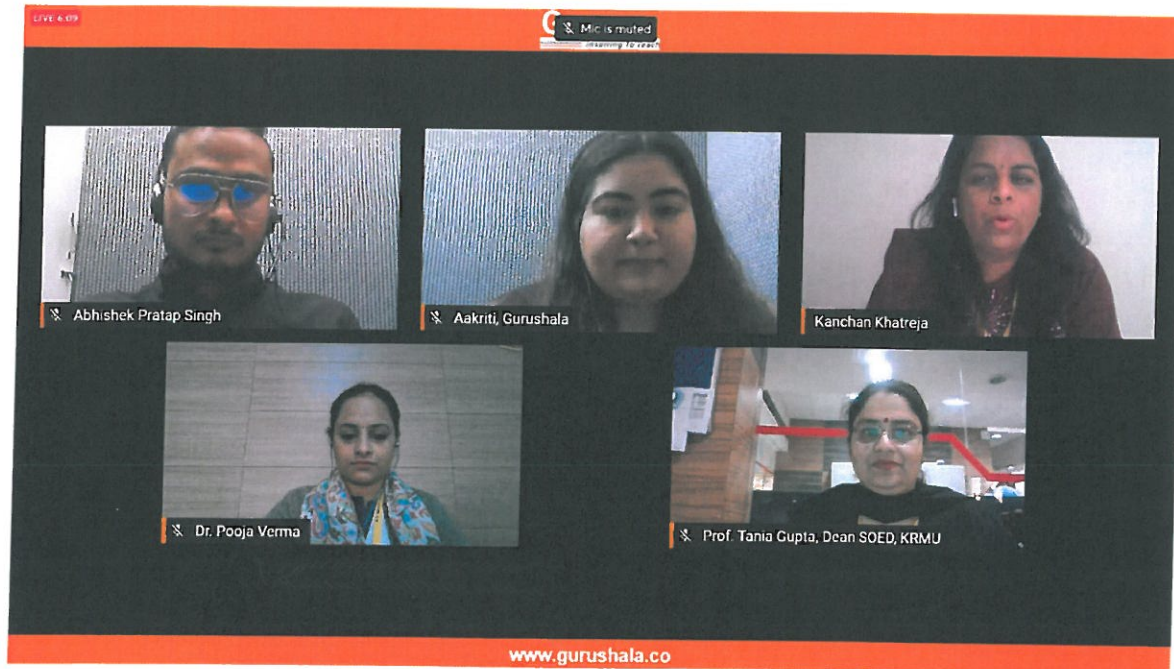 LIVE 6:09
G
Mic is muted
Abhishek Pratap Singh
Aakriti, Gurushala
Kanchan Khatreja
Dr. Pooja Verma
Prof. Tania Gupta, Dean SOED, KRMU
www.gurushala.co